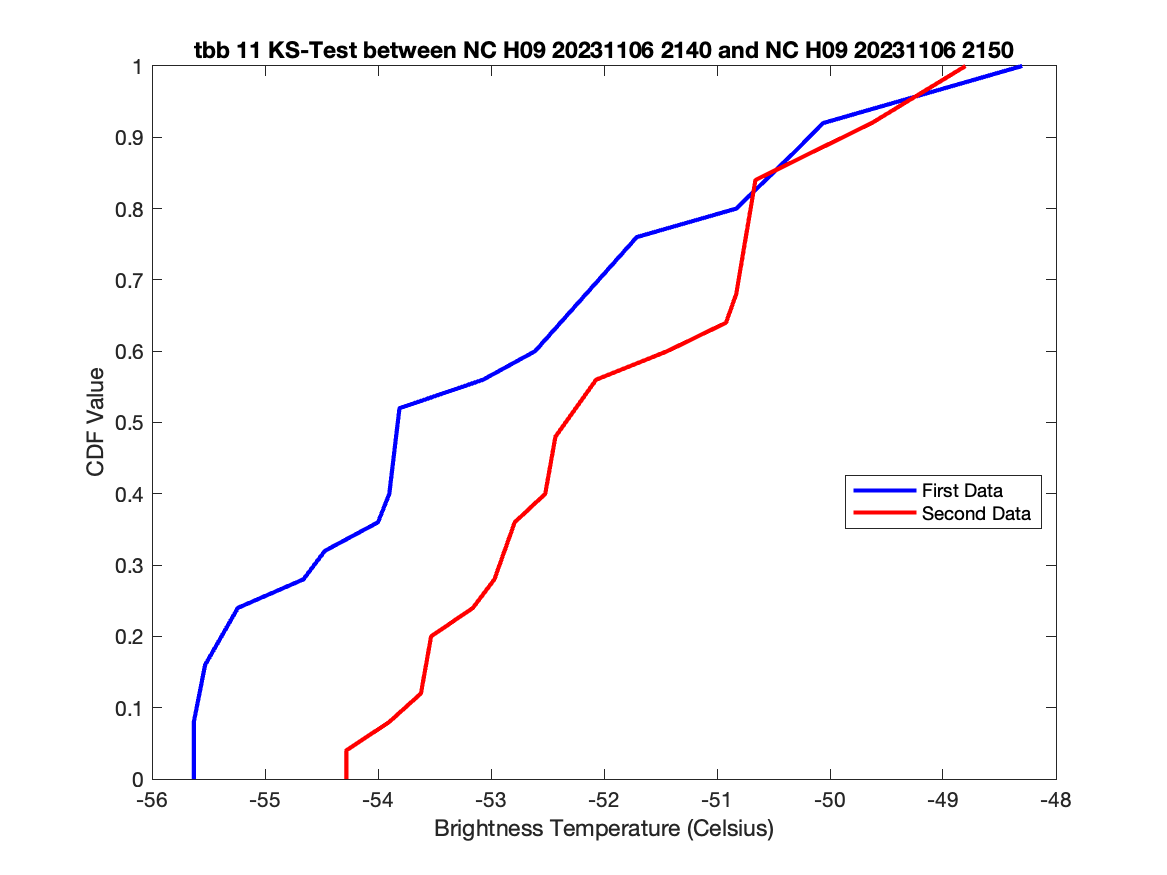 tbb 11 KS-Test between NC H09 20231106 2140 and NC H09 20231106 2150
1
0.9
0.8
0.7
0.6
0.5
0.4
0.3
0.2
0.1
0
CDF Value
First Data
Second Data
-56 -55 -54 -53 -52 -51 -50 -49 -48
Brightness Temperature (Celsius)